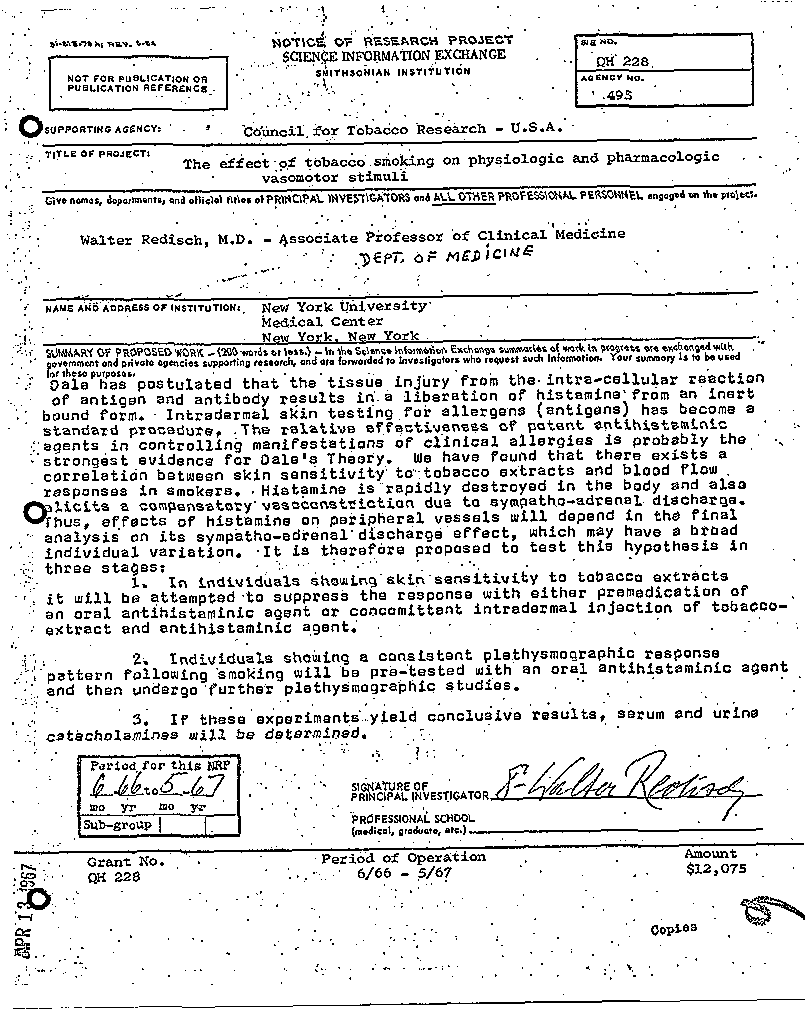 NOTICE OF RESEARCH PROJECT
SCIENCE INFORMATION EXCHANGE
SMITHSONIAN INSTITUTION
NOT FOR PUBLICATION OR
PUBLICATION REFERENCE
SIE NO.
QH 228
AGENCY NO.
495
SUPPORTING AGENCY: Council for Tobacco Research - U.S.A.
TITLE OF PROJECT:
The effect of tobacco smoking on physiologic and pharmacologic
vasomotor stimuli
Give names, departments, and official titles of PRINCIPAL INVESTIGATORS and ALL OTHER PROFESSIONAL PERSONNEL engaged on the project.
Walter Redisch, M.D. - Associate Professor of Clinical Medicine
DEPT. OF MEDICINE
NAME AND ADDRESS OF INSTITUTION: New York University
Medical Center
New York, New York
SUMMARY OF PROPOSED WORK - (200 words or less.) - In the Science Information Exchange summaries of work in progress are exchanged with
government and private agencies supporting research, and are forwarded to investigators who request such information. Your summary is to be used
for these purposes.
Dale has postulated that the tissue injury from the intra-cellular reaction
of antigen and antibody results in a liberation of histamine from an inert
bound form. Intradermal skin testing for allergens (antigens) has become a
standard procedure. The relative effectiveness of potent antihistaminic
agents in controlling manifestations of clinical allergies is probably the
strongest evidence for Dale's Theory. We have found that there exists a
correlation between skin sensitivity to tobacco extracts and blood flow
responses in smokers. Histamine is rapidly destroyed in the body and also
elicits a compensatory vasoconstriction due to sympatho-adrenal discharge.
Thus, effects of histamine on peripheral vessels will depend in the final
analysis on its sympatho-adrenal discharge effect, which may have a broad
individual variation. It is therefore proposed to test this hypothesis in
three stages:
1. In individuals showing skin sensitivity to tobacco extracts
it will be attempted to suppress the response with either premedication of
an oral antihistaminic agent or concomittent intradermal injection of tobacco-
extract and antihistaminic agent.
2. Individuals showing a consistent plethysmographic response
pattern following smoking will be pre-tested with an oral antihistaminic agent
and then undergo further plethysmographic studies.
3. If these experiments yield conclusive results, serum and urine
catecholamines will be determined.
Period for this NRP
6 66 to 5-67
mo yr mo yr
Sub-group
SIGNATURE OF
PRINCIPAL INVESTIGATOR Walter Redisch
PROFESSIONAL SCHOOL
(medical, graduate, etc.)
Grant No. Period of Operation Amount
QH 228 6/66 - 5/67 $12,075
APR 13 1967
Copies